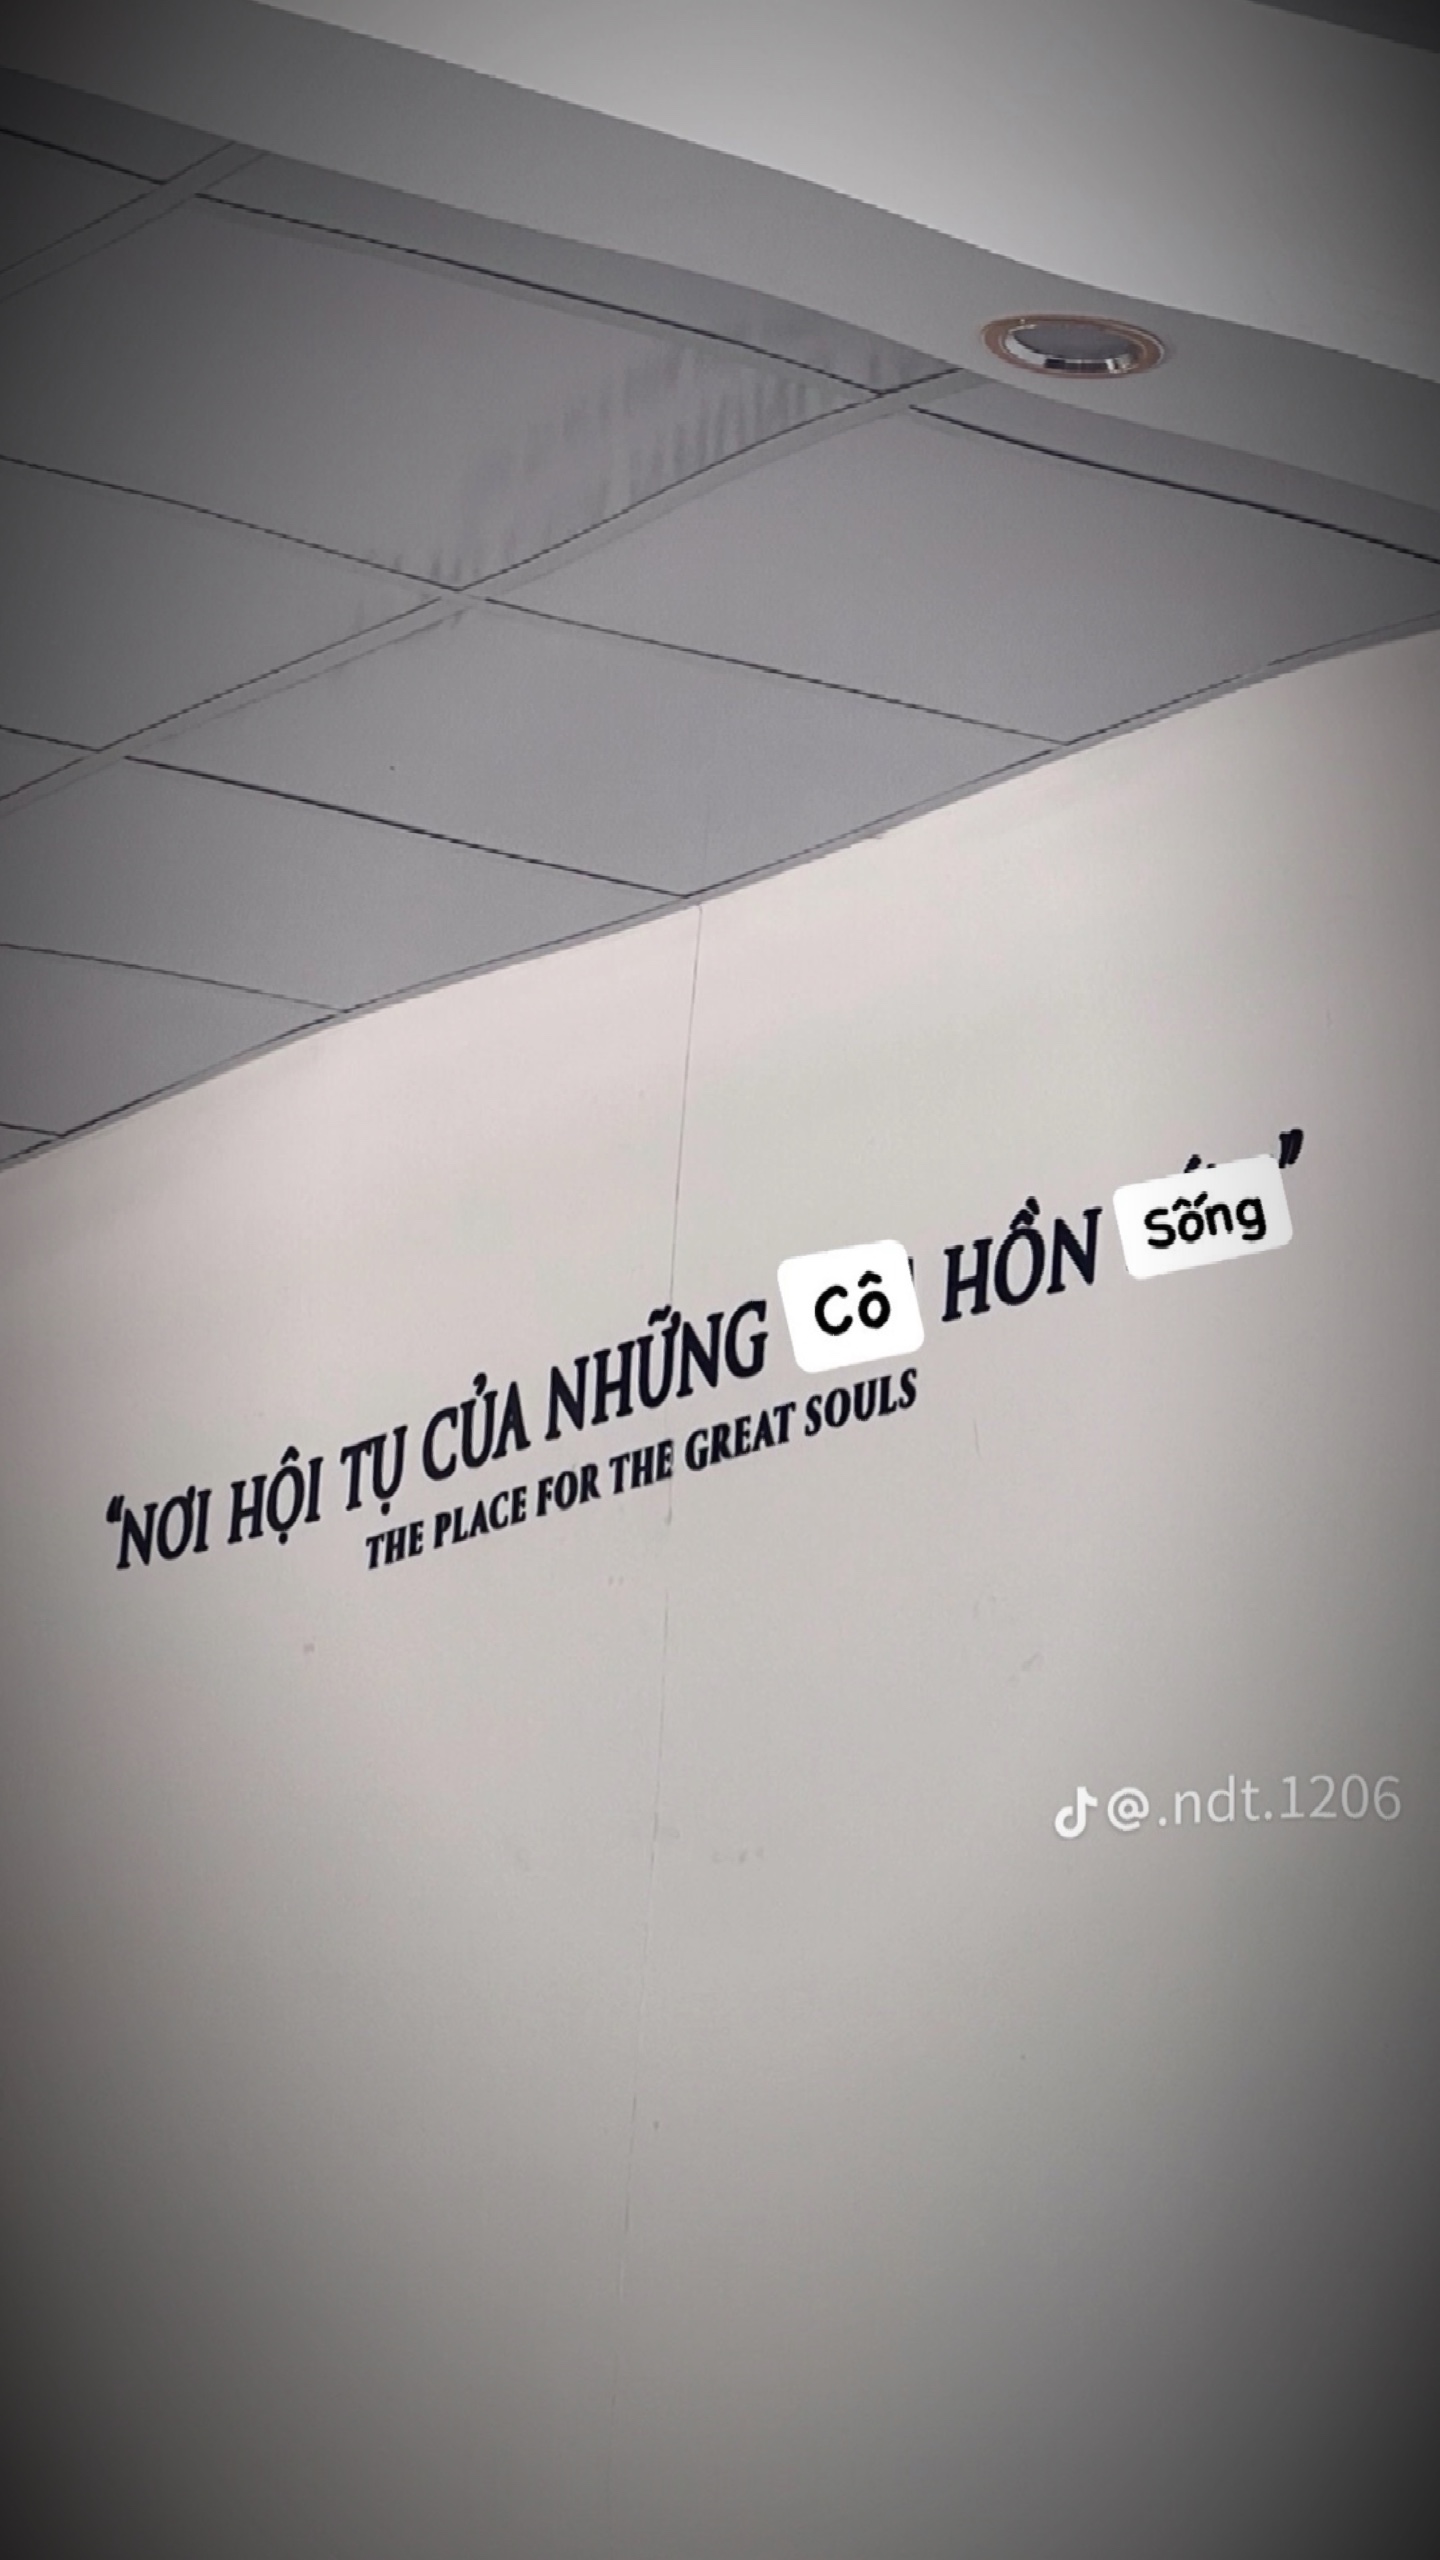 “NƠI HỘI TỤ CỦA NHỮNG Cô HỒN Sống”
THE PLACE FOR THE GREAT SOULS
@.ndt.1206